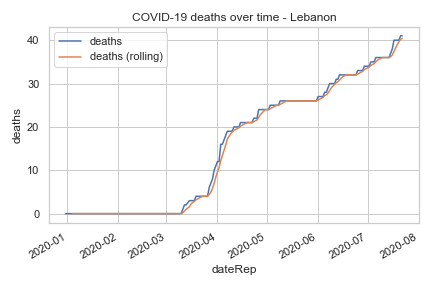 COVID-19 deaths over time - Lebanon
deaths
deaths (rolling)
40
30
20
10
0
deaths
2020-01
2020-02
2020-03
2020-04
2020-05
2020-06
2020-07
2020-08
dateRep